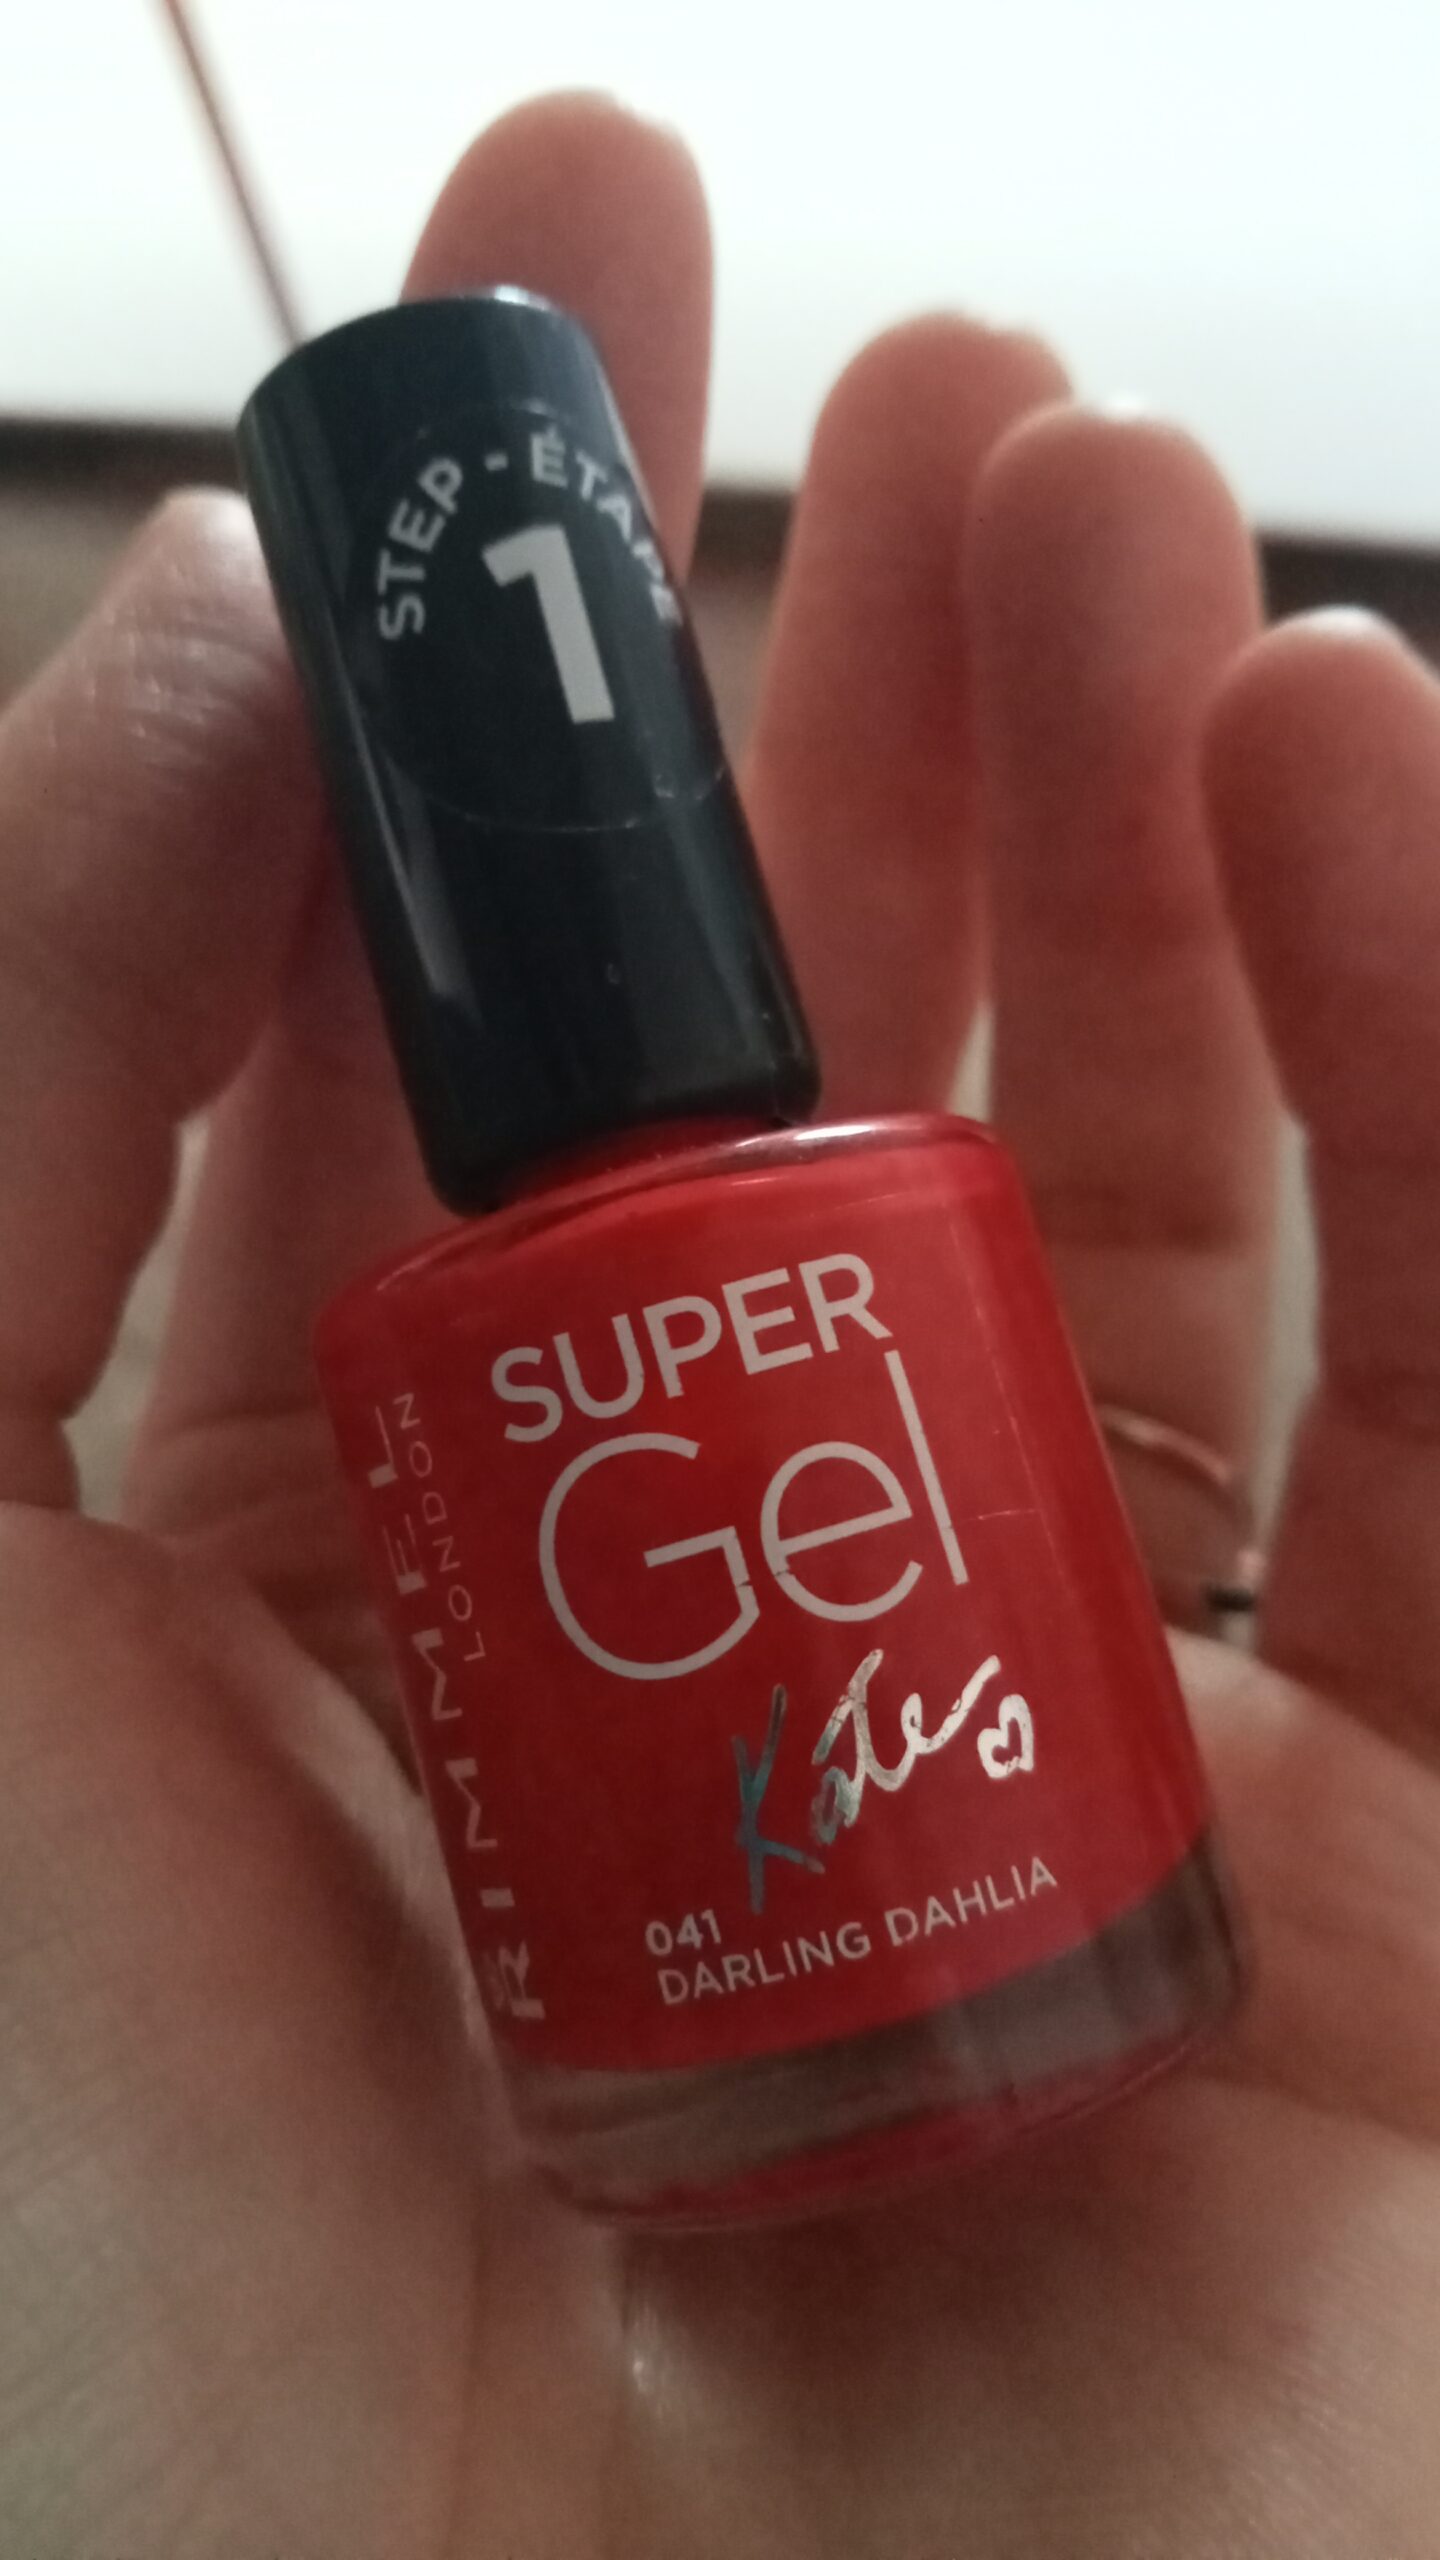 STEP - ÉTAPE
1
SUPER
Gel
Kate
041
DARLING DAHLIA
RIMMEL
LONDON